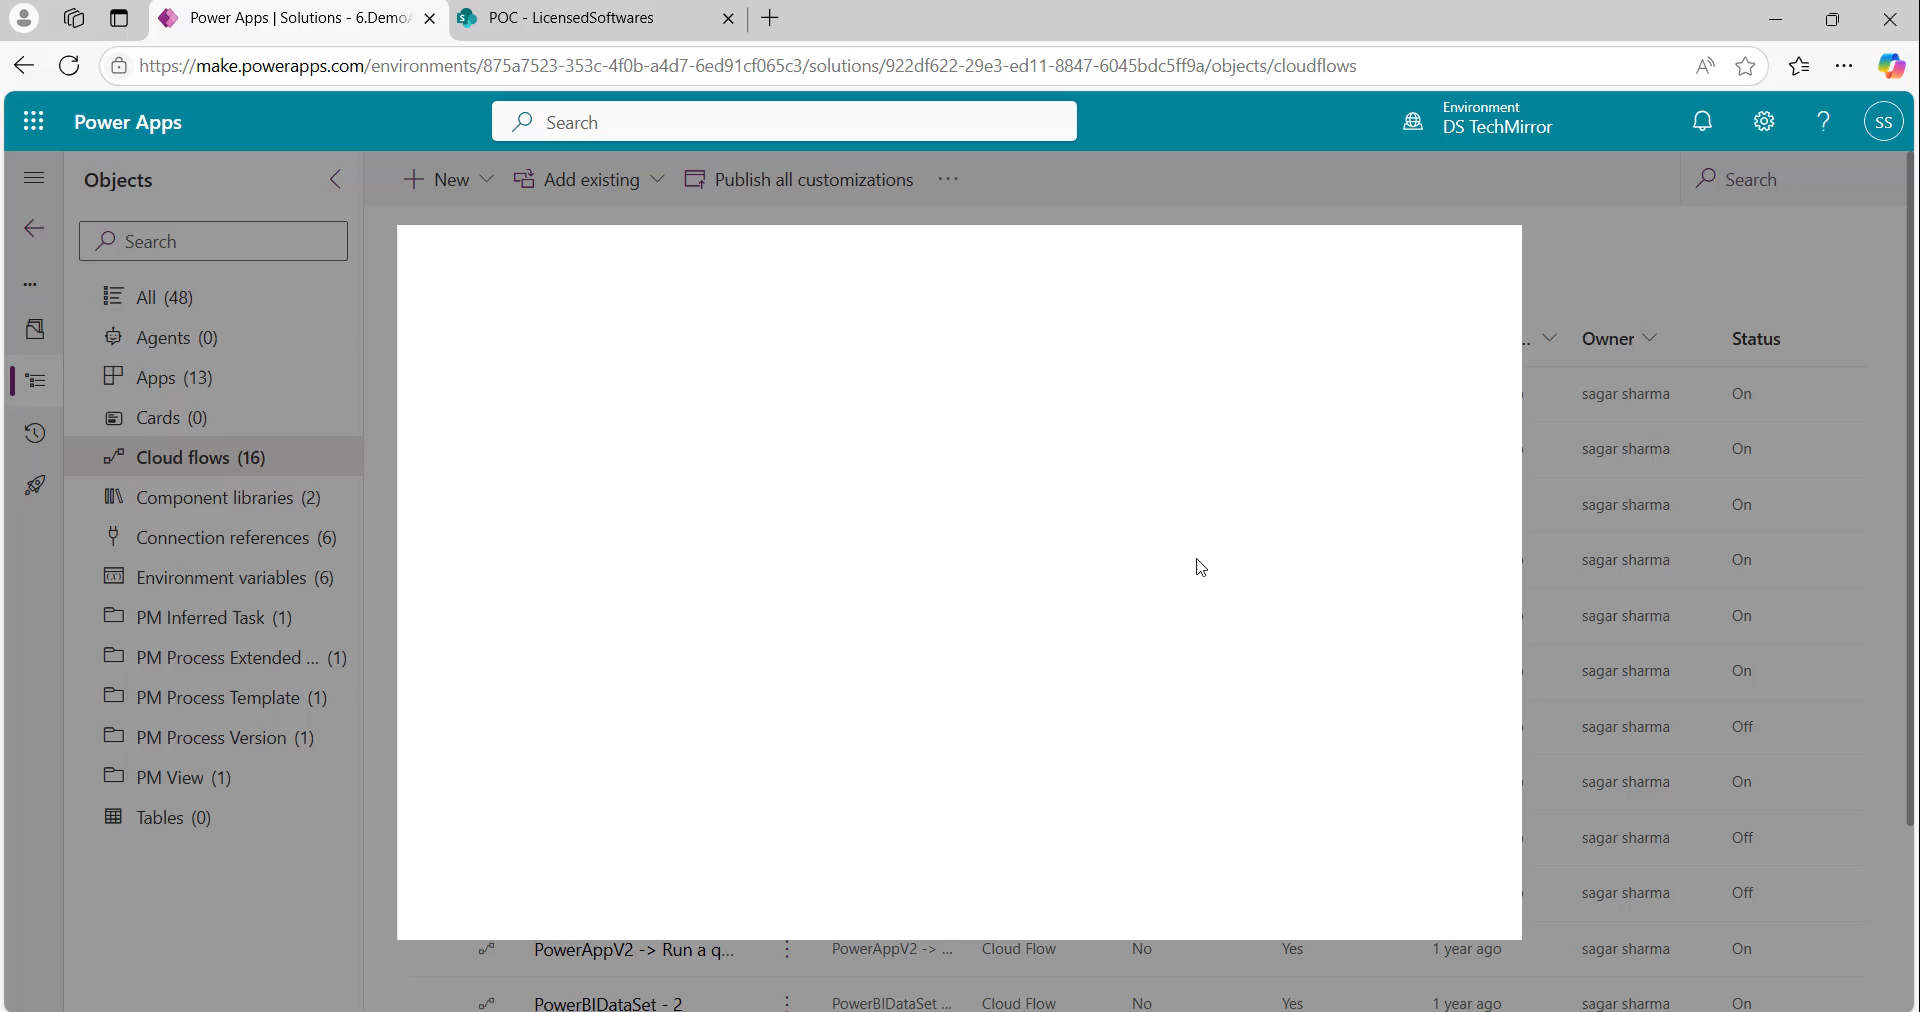 Power Apps | Solutions - 6.Demo
POC - LicensedSoftwares
https://make.powerapps.com/environments/875a7523-353c-4f0b-a4d7-6ed91cf065c3/solutions/922df622-29e3-ed11-8847-6045bdc5ff9a/objects/cloudflows
Power Apps
Search
Environment
DS TechMirror
SS
Objects
New
Add existing
Publish all customizations
Search
Search
All (48)
Agents (0)
Apps (13)
Cards (0)
Cloud flows (16)
Component libraries (2)
Connection references (6)
Environment variables (6)
PM Inferred Task (1)
PM Process Extended ... (1)
PM Process Template (1)
PM Process Version (1)
PM View (1)
Tables (0)
.. Owner Status
sagar sharma On
sagar sharma On
sagar sharma On
sagar sharma On
sagar sharma On
sagar sharma On
sagar sharma Off
sagar sharma On
sagar sharma Off
sagar sharma Off
PowerAppV2 -> Run a q... PowerAppV2 -> ... Cloud Flow No Yes 1 year ago sagar sharma On
PowerBIDataSet - 2 PowerBIDataSet ... Cloud Flow No Yes 1 year ago sagar sharma On